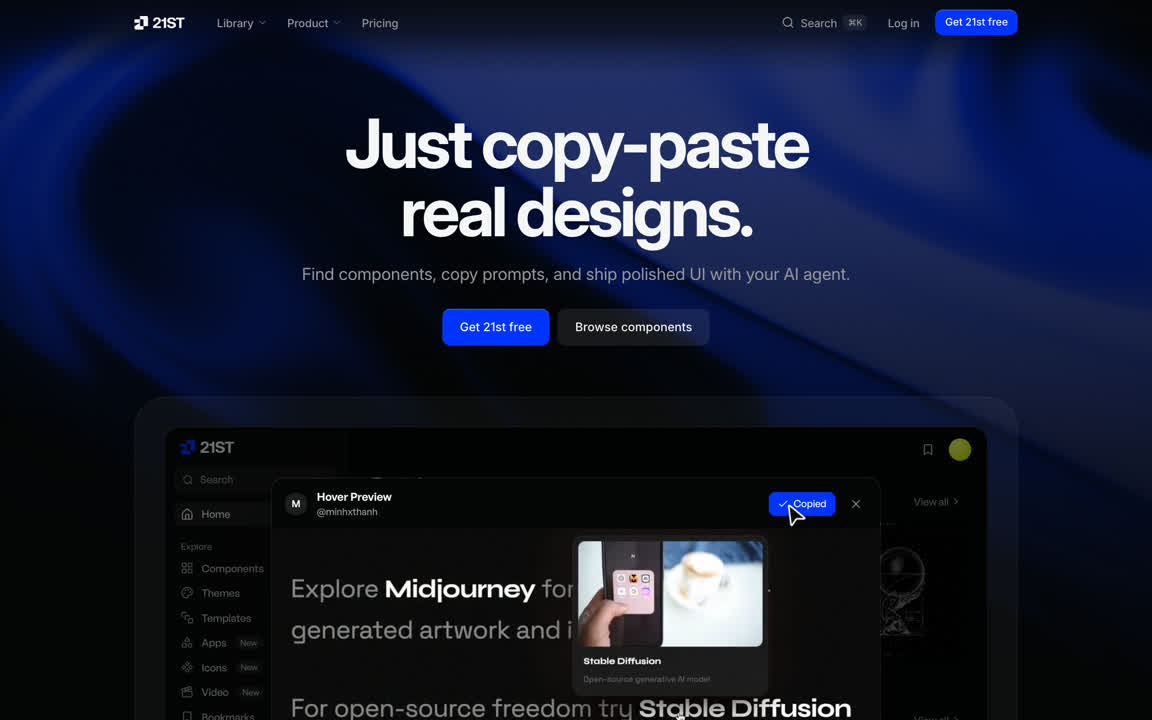 21ST
Library
Product
Pricing
Search
⌘K
Log in
Get 21st free
Just copy-paste
real designs.
Find components, copy prompts, and ship polished UI with your AI agent.
Get 21st free
Browse components
21ST
Search
Home
Explore
Components
Themes
Templates
Apps New
Icons New
Video New
Bookmarks
View all
M
Hover Preview
@minhxthanh
Copied
Explore Midjourney for
generated artwork and i
Stable Diffusion
Open-source generative AI model
For open-source freedom try Stable Diffusion
View all